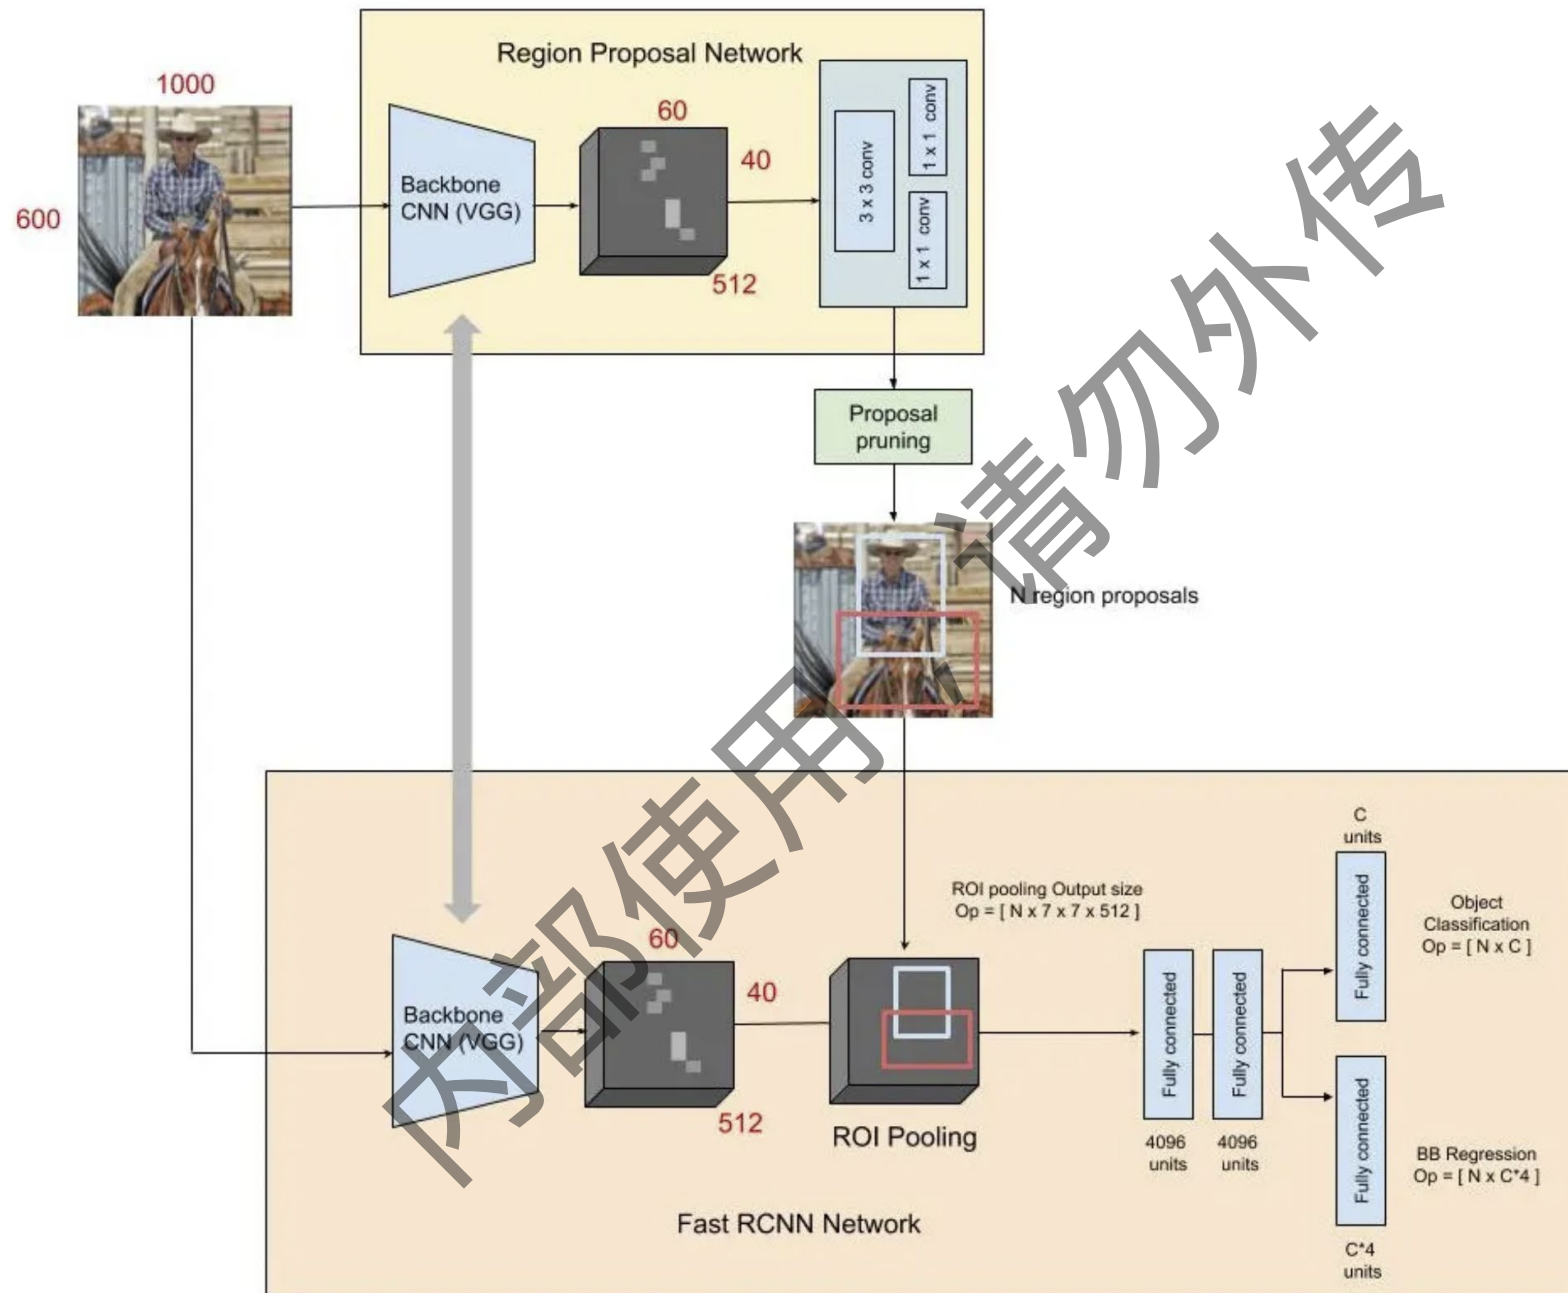 Region Proposal Network
1000
600
Backbone
CNN (VGG)
60
40
512
3 x 3 conv
1 x 1 conv
1 x 1 conv
Proposal
pruning
N region proposals
ROI pooling Output size
Op = [ N x 7 x 7 x 512 ]
Backbone
CNN (VGG)
60
40
512
ROI Pooling
Fully connected
4096
units
Fully connected
4096
units
C
units
Fully connected
Object
Classification
Op = [ N x C ]
Fully connected
BB Regression
Op = [ N x C*4 ]
C*4
units
Fast RCNN Network
内部使用，请勿外传